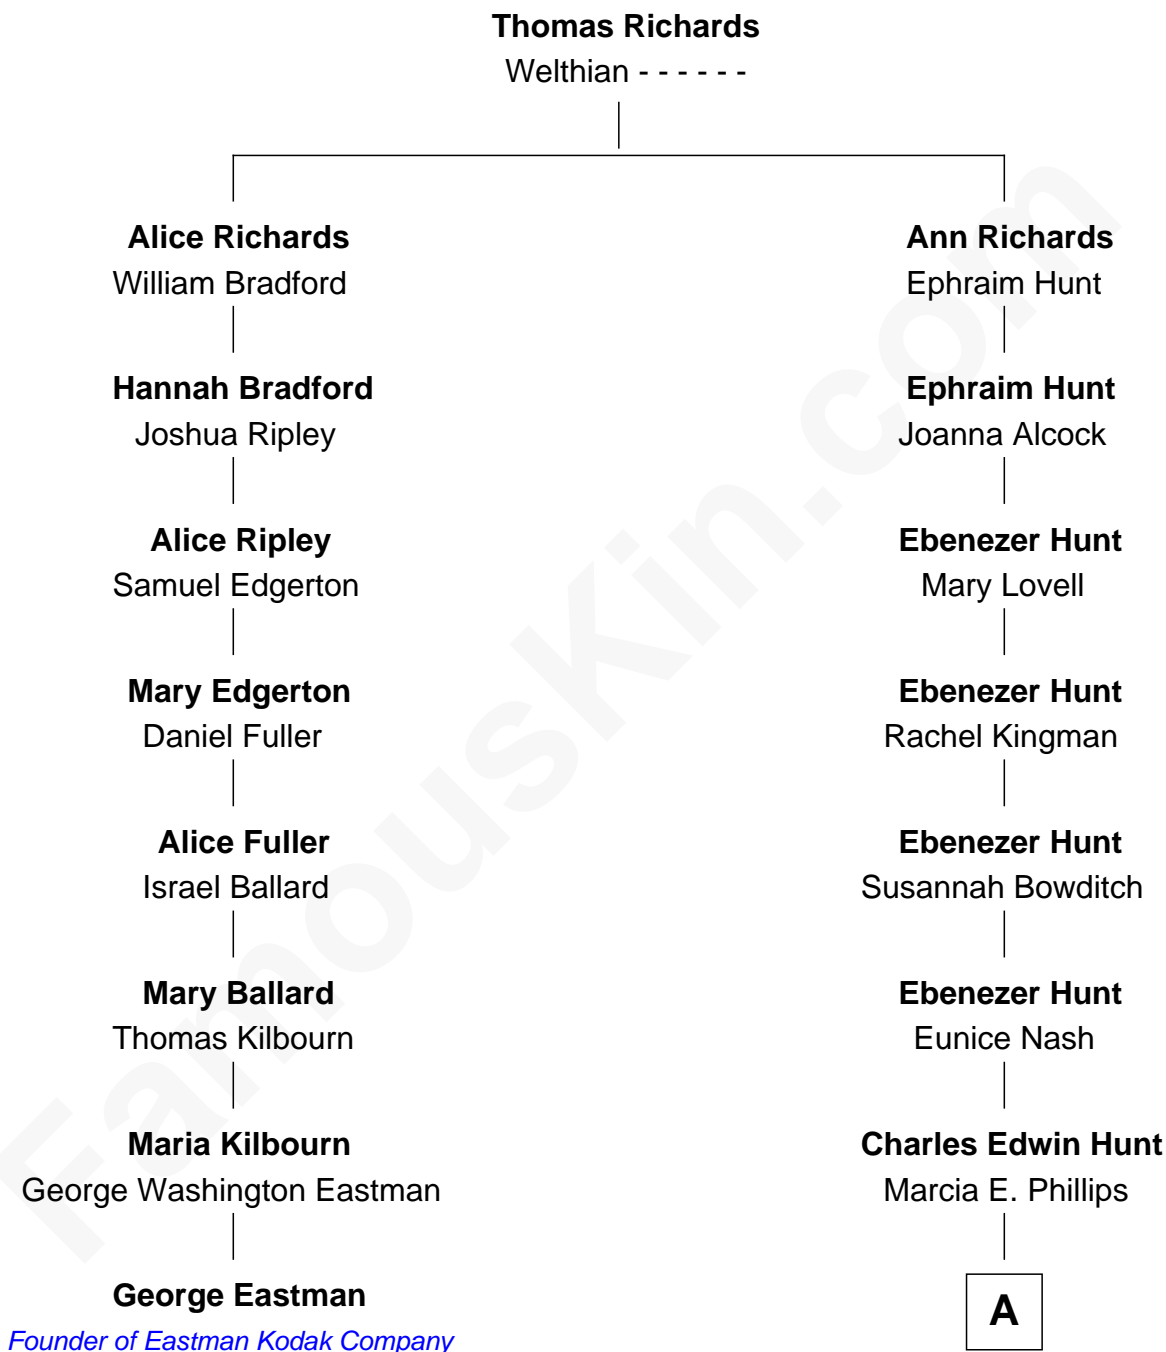 Thomas Richards
Welthian - - - - - -
Alice Richards
William Bradford
Ann Richards
Ephraim Hunt
Hannah Bradford
Joshua Ripley
Ephraim Hunt
Joanna Alcock
Alice Ripley
Samuel Edgerton
Ebenezer Hunt
Mary Lovell
Mary Edgerton
Daniel Fuller
Ebenezer Hunt
Rachel Kingman
Alice Fuller
Israel Ballard
Ebenezer Hunt
Susannah Bowditch
Mary Ballard
Thomas Kilbourn
Ebenezer Hunt
Eunice Nash
Maria Kilbourn
George Washington Eastman
Charles Edwin Hunt
Marcia E. Phillips
George Eastman
Founder of Eastman Kodak Company
A
FamousKin.com